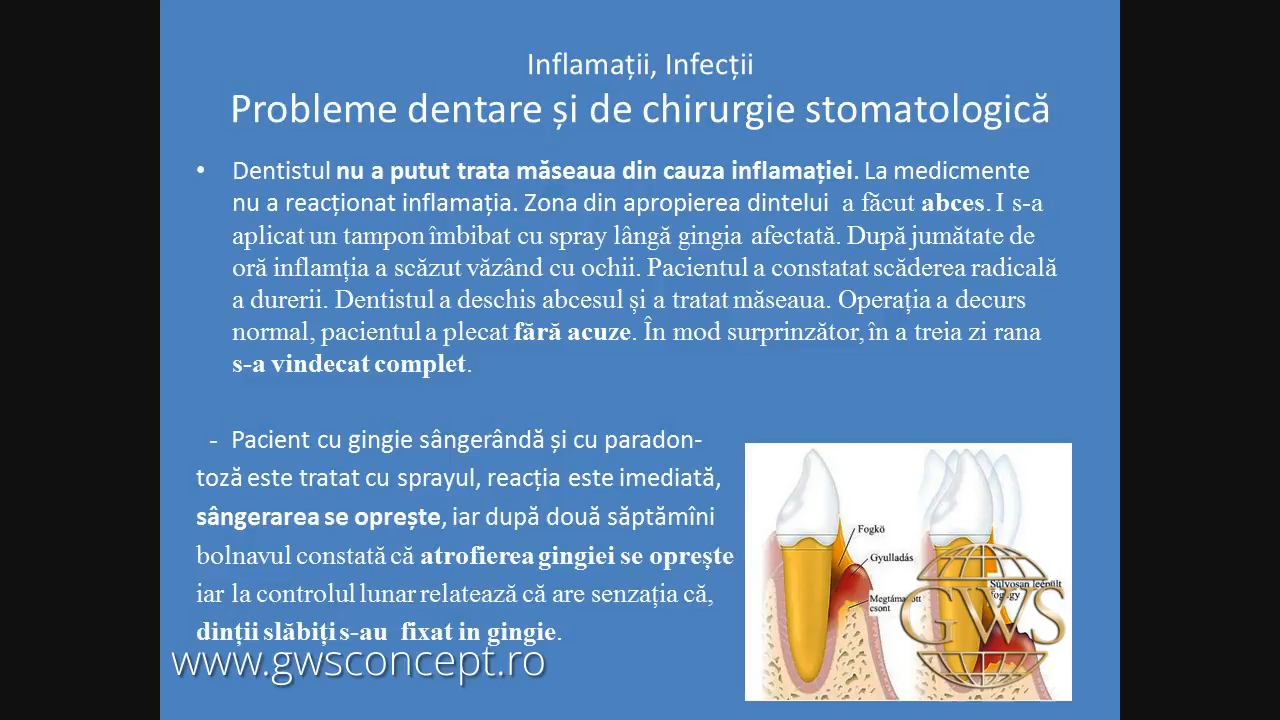 Inflamații, Infecții
Probleme dentare și de chirurgie stomatologică
• Dentistul nu a putut trata măseaua din cauza inflamației. La medicmente
nu a reacționat inflamația. Zona din apropierea dintelui a făcut abces. I s-a
aplicat un tampon îmbibat cu spray lângă gingia afectată. După jumătate de
oră inflamția a scăzut văzând cu ochii. Pacientul a constatat scăderea radicală
a durerii. Dentistul a deschis abcesul și a tratat măseaua. Operația a decurs
normal, pacientul a plecat fără acuze. În mod surprinzător, în a treia zi rana
s-a vindecat complet.
- Pacient cu gingie sângerândă și cu paradon-
toză este tratat cu sprayul, reacția este imediată,
sângerarea se oprește, iar după două săptămîni
bolnavul constată că atrofierea gingiei se oprește
iar la controlul lunar relatează că are senzația că,
dinții slăbiți s-au fixat in gingie.
www.gwsconcept.ro
Fogkő
Gyulladás
csont
Súlyosan leépült
GWS